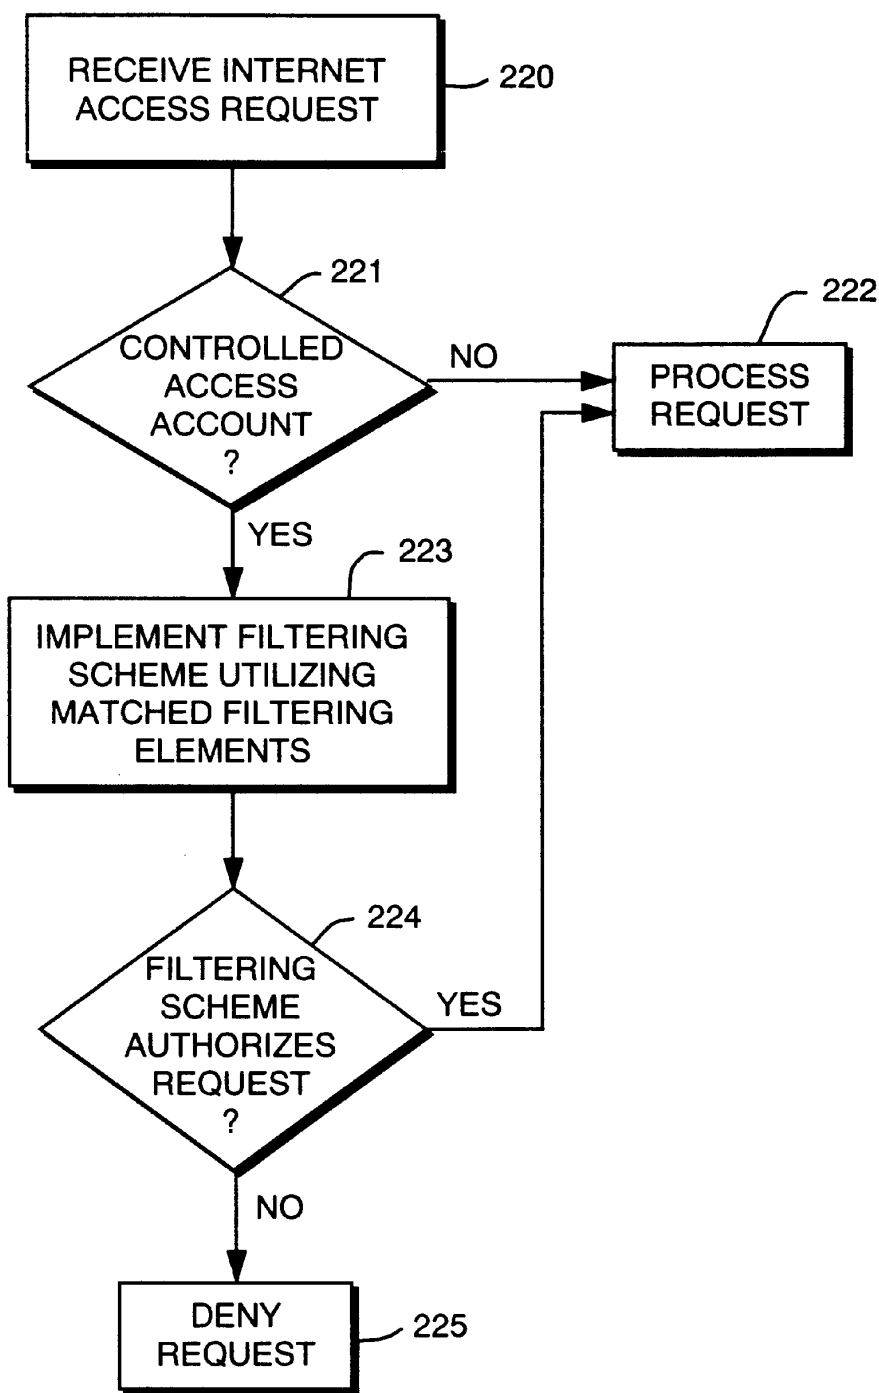 RECEIVE INTERNET
ACCESS REQUEST
220
221
CONTROLLED
ACCESS
ACCOUNT
?
NO
222
PROCESS
REQUEST
YES
223
IMPLEMENT FILTERING
SCHEME UTILIZING
MATCHED FILTERING
ELEMENTS
224
FILTERING
SCHEME
AUTHORIZES
REQUEST
?
YES
NO
DENY
REQUEST
225